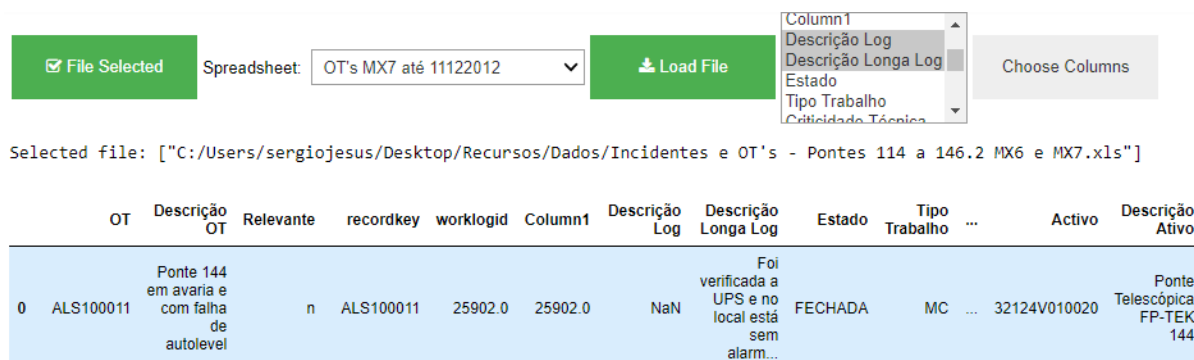 File Selected
Spreadsheet:
OT's MX7 até 11122012
Load File
Column1
Descrição Log
Descrição Longa Log
Estado
Tipo Trabalho
Criticidade Técnica
Choose Columns
Selected file: ["C:/Users/sergiojesus/Desktop/Recursos/Dados/Incidentes e OT's - Pontes 114 a 146.2 MX6 e MX7.xls"]
OT
Descrição
OT
Relevante
recordkey
worklogid
Column1
Descrição
Log
Descrição
Longa Log
Estado
Tipo
Trabalho
...
Activo
Descrição
Ativo
0
ALS100011
Ponte 144
em avaria e
com falha
de
autolevel
n
ALS100011
25902.0
25902.0
NaN
Foi
verificada a
UPS e no
local está
sem
alarm...
FECHADA
MC
...
32124V010020
Ponte
Telescópica
FP-TEK
144